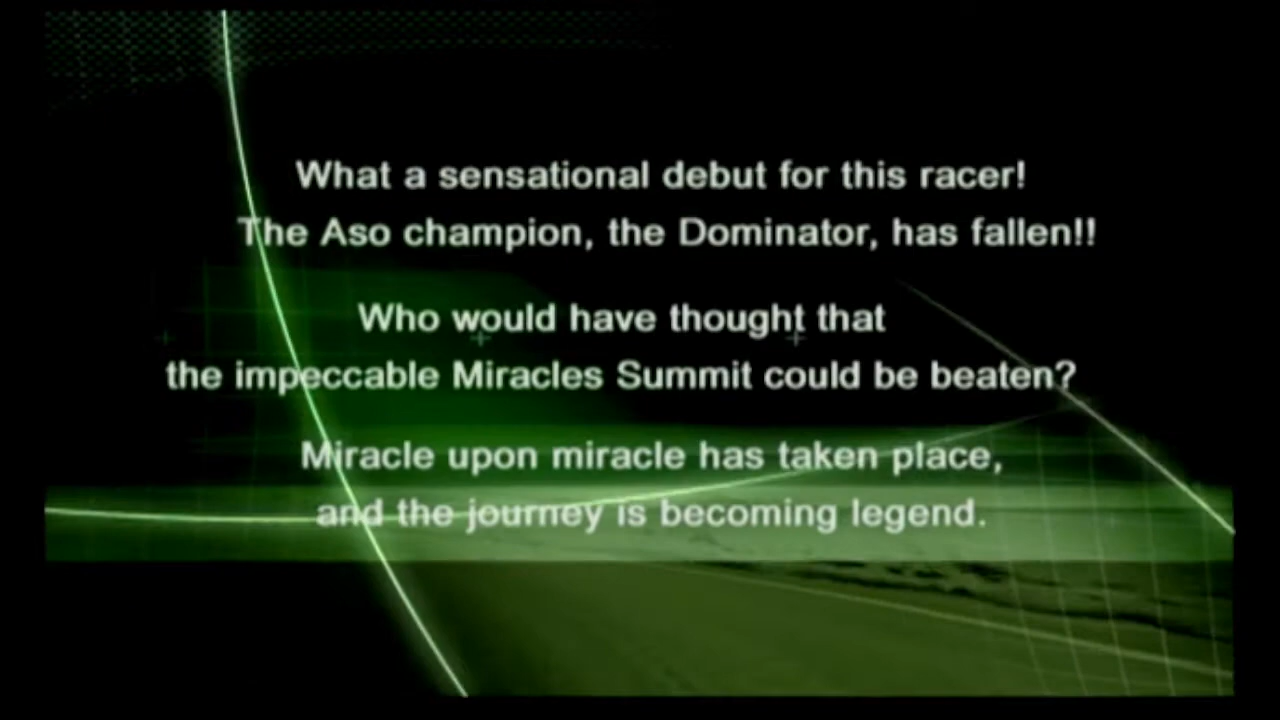 What a sensational debut for this racer!
The Aso champion, the Dominator, has fallen!!
Who would have thought that
the impeccable Miracles Summit could be beaten?
Miracle upon miracle has taken place,
and the journey is becoming legend.